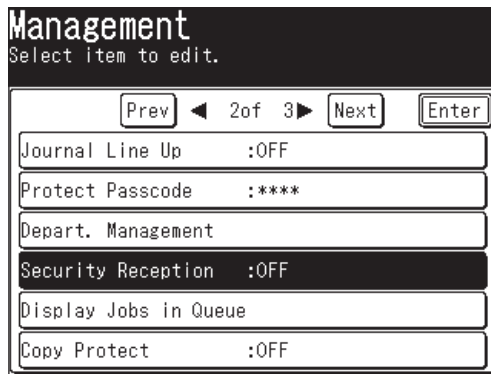 Management
Select item to edit.
Prev ◀ 2of 3▶ Next Enter
Journal Line Up :OFF
Protect Passcode :****
Depart. Management
Security Reception :OFF
Display Jobs in Queue
Copy Protect :OFF